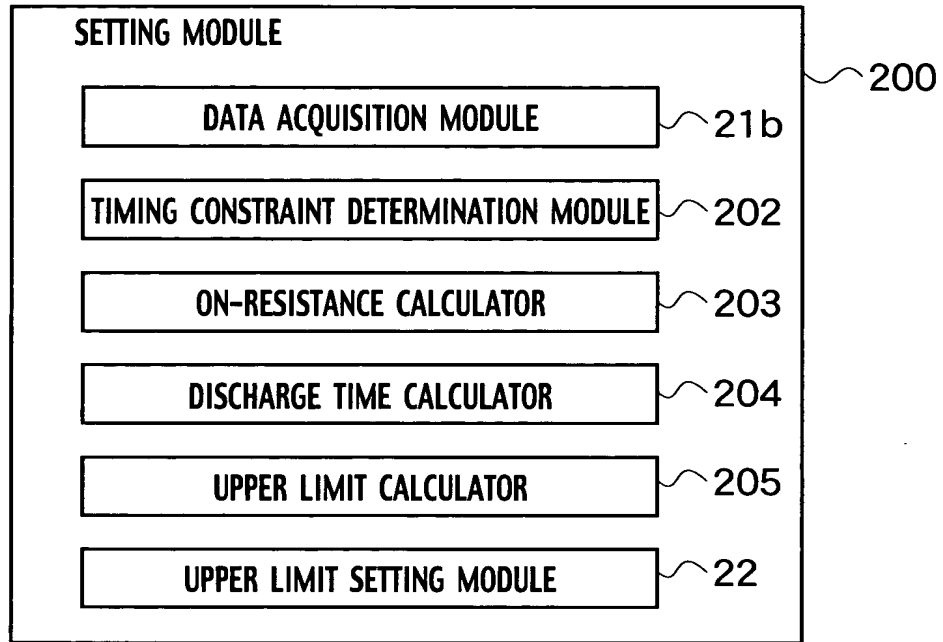 SETTING MODULE
200
DATA ACQUISITION MODULE
21b
TIMING CONSTRAINT DETERMINATION MODULE
202
ON-RESISTANCE CALCULATOR
203
DISCHARGE TIME CALCULATOR
204
UPPER LIMIT CALCULATOR
205
UPPER LIMIT SETTING MODULE
22